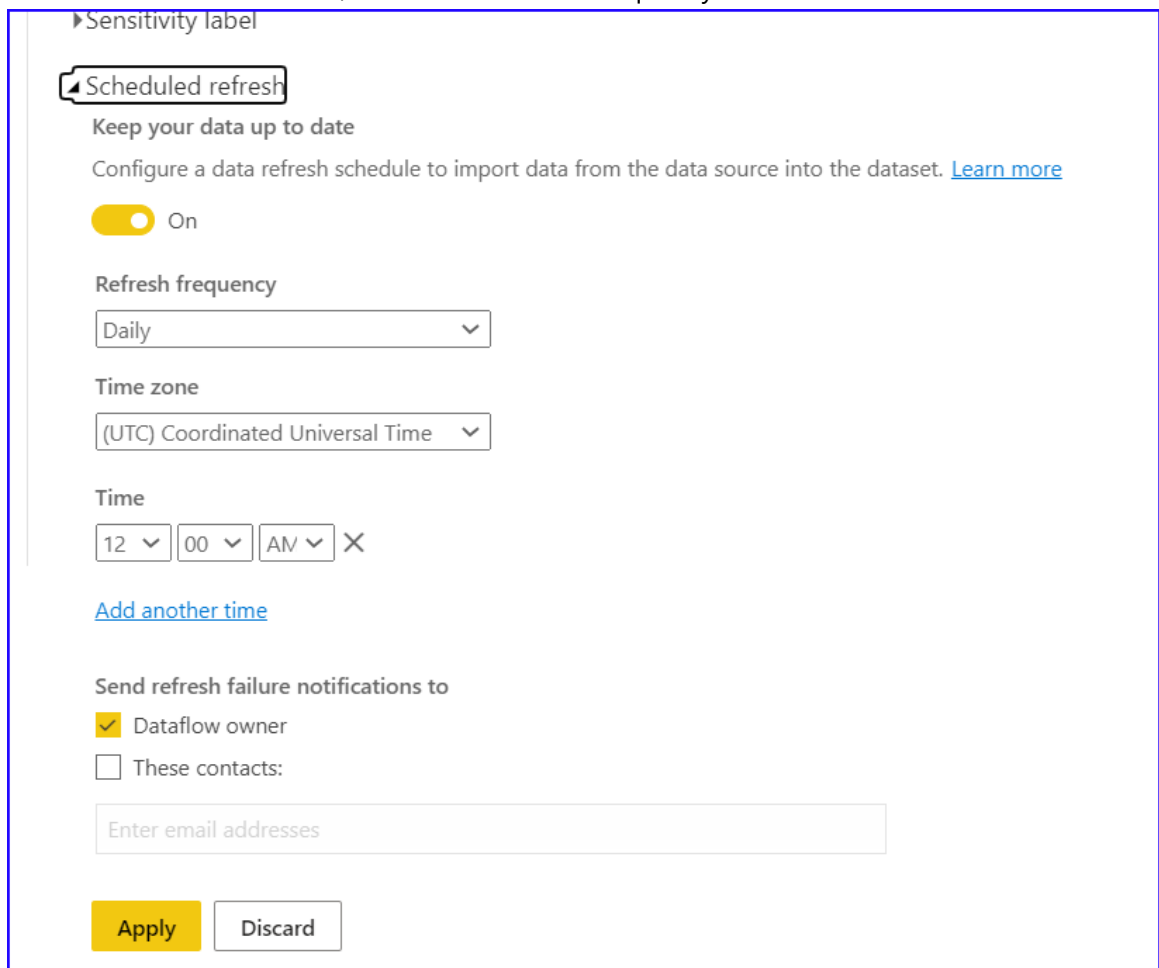 Sensitivity label
Scheduled refresh
Keep your data up to date
Configure a data refresh schedule to import data from the data source into the dataset. Learn more
On
Refresh frequency
Daily
Time zone
(UTC) Coordinated Universal Time
Time
12 00 AM
Add another time
Send refresh failure notifications to
Dataflow owner
These contacts:
Enter email addresses
Apply Discard